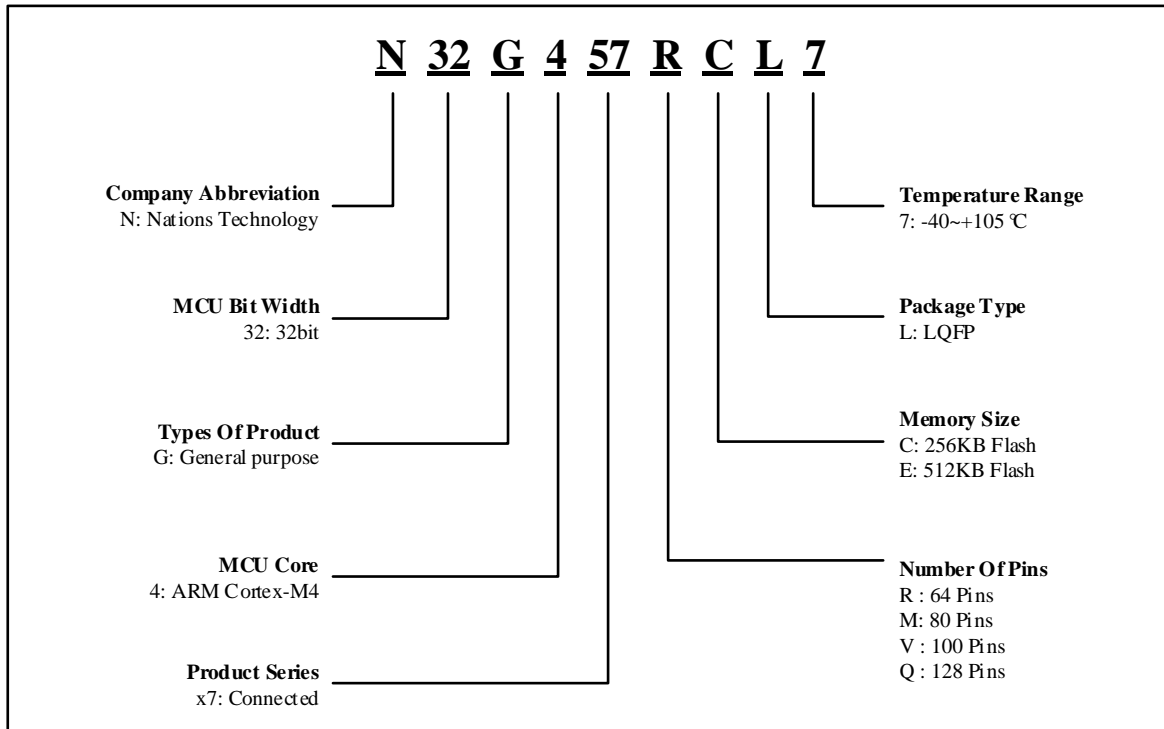 N 32 G 4 57 R C L 7
Company Abbreviation
N: Nations Technology
MCU Bit Width
32: 32bit
Types Of Product
G: General purpose
MCU Core
4: ARM Cortex-M4
Product Series
x7: Connected
Temperature Range
7: -40~+105 ℃
Package Type
L: LQFP
Memory Size
C: 256KB Flash
E: 512KB Flash
Number Of Pins
R : 64 Pins
M: 80 Pins
V : 100 Pins
Q : 128 Pins